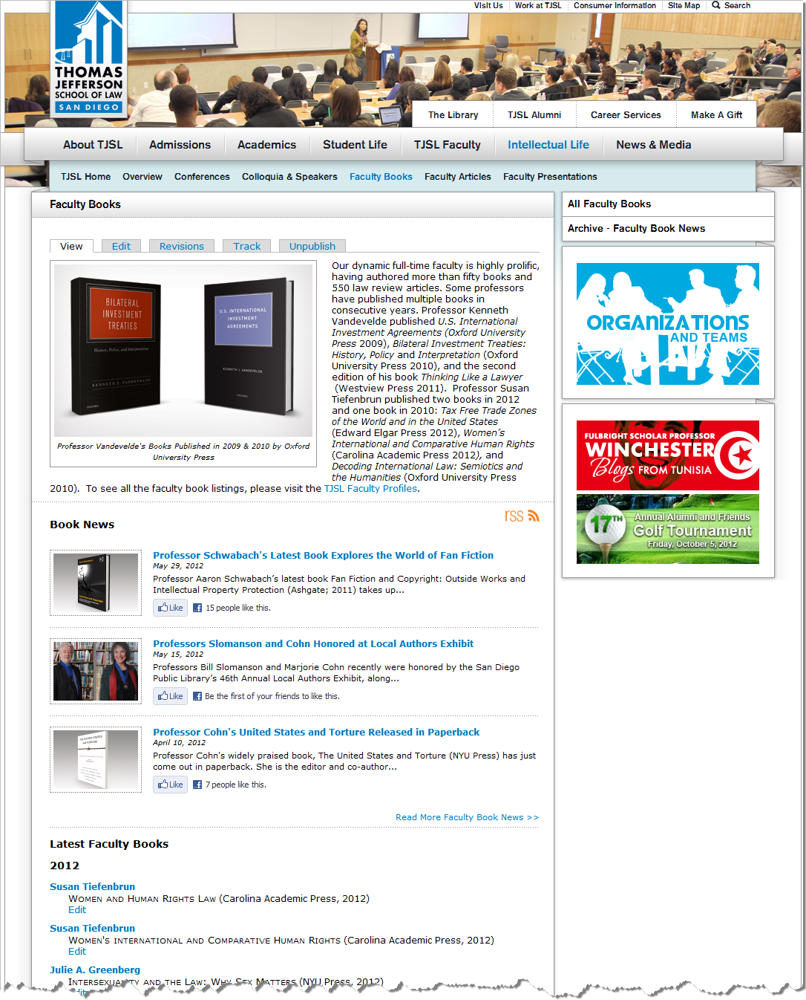 Visit Us
Work at TJSL
Consumer Information
Site Map
Search
THOMAS
JEFFERSON
SCHOOL OF LAW
SAN DIEGO
The Library
TJSL Alumni
Career Services
Make A Gift
About TJSL
Admissions
Academics
Student Life
TJSL Faculty
Intellectual Life
News & Media
TJSL Home
Overview
Conferences
Colloquia & Speakers
Faculty Books
Faculty Articles
Faculty Presentations
Faculty Books
View
Edit
Revisions
Track
Unpublish
BILATERAL
INVESTMENT
TREATIES
History, Policy, and Interpretation
KENNETH J. VANDEVELDE
OXFORD
U.S. INTERNATIONAL
INVESTMENT
AGREEMENTS
KENNETH J. VANDEVELDE
OXFORD
Professor Vandevelde's Books Published in 2009 & 2010 by Oxford
University Press
Our dynamic full-time faculty is highly prolific,
having authored more than fifty books and
550 law review articles. Some professors
have published multiple books in
consecutive years. Professor Kenneth
Vandevelde published U.S. International
Investment Agreements (Oxford University
Press 2009), Bilateral Investment Treaties:
History, Policy and Interpretation (Oxford
University Press 2010), and the second
edition of his book Thinking Like a Lawyer
(Westview Press 2011).  Professor Susan
Tiefenbrun published two books in 2012
and one book in 2010: Tax Free Trade Zones
of the World and in the United States
(Edward Elgar Press 2012), Women's
International and Comparative Human Rights
(Carolina Academic Press 2012), and
Decoding International Law: Semiotics and
the Humanities (Oxford University Press
2010).  To see all the faculty book listings, please visit the TJSL Faculty Profiles.
rss
Book News
Professor Schwabach's Latest Book Explores the World of Fan Fiction
May 29, 2012
Professor Aaron Schwabach's latest book Fan Fiction and Copyright: Outside Works and
Intellectual Property Protection (Ashgate; 2011) takes up...
Like
15 people like this.
Professors Slomanson and Cohn Honored at Local Authors Exhibit
May 15, 2012
Professors Bill Slomanson and Marjorie Cohn recently were honored by the San Diego
Public Library's 46th Annual Local Authors Exhibit, along...
Like
Be the first of your friends to like this.
Professor Cohn's United States and Torture Released in Paperback
April 10, 2012
Professor Cohn's widely praised book, The United States and Torture (NYU Press) has just
come out in paperback. She is the editor and co-author...
Like
7 people like this.
Read More Faculty Book News >>
Latest Faculty Books
2012
Susan Tiefenbrun
WOMEN AND HUMAN RIGHTS LAW (Carolina Academic Press, 2012)
Edit
Susan Tiefenbrun
WOMEN'S INTERNATIONAL AND COMPARATIVE HUMAN RIGHTS (Carolina Academic Press, 2012)
Edit
Julie A. Greenberg
INTERSEXUALITY AND THE LAW: WHY SEX MATTERS (NYU Press, 2012)
Edit
All Faculty Books
Archive - Faculty Book News
ORGANIZATIONS
AND TEAMS
FULBRIGHT SCHOLAR PROFESSOR
WINCHESTER
Blogs FROM TUNISIA
17TH
Annual Alumni and Friends
Golf Tournament
Friday, October 5, 2012